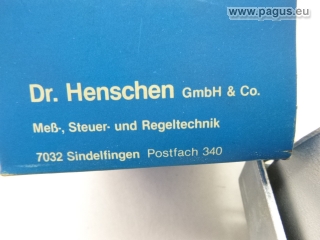 www.pagus.eu
Dr. Henschen GmbH & Co.
Meß-, Steuer- und Regeltechnik
7032 Sindelfingen Postfach 340